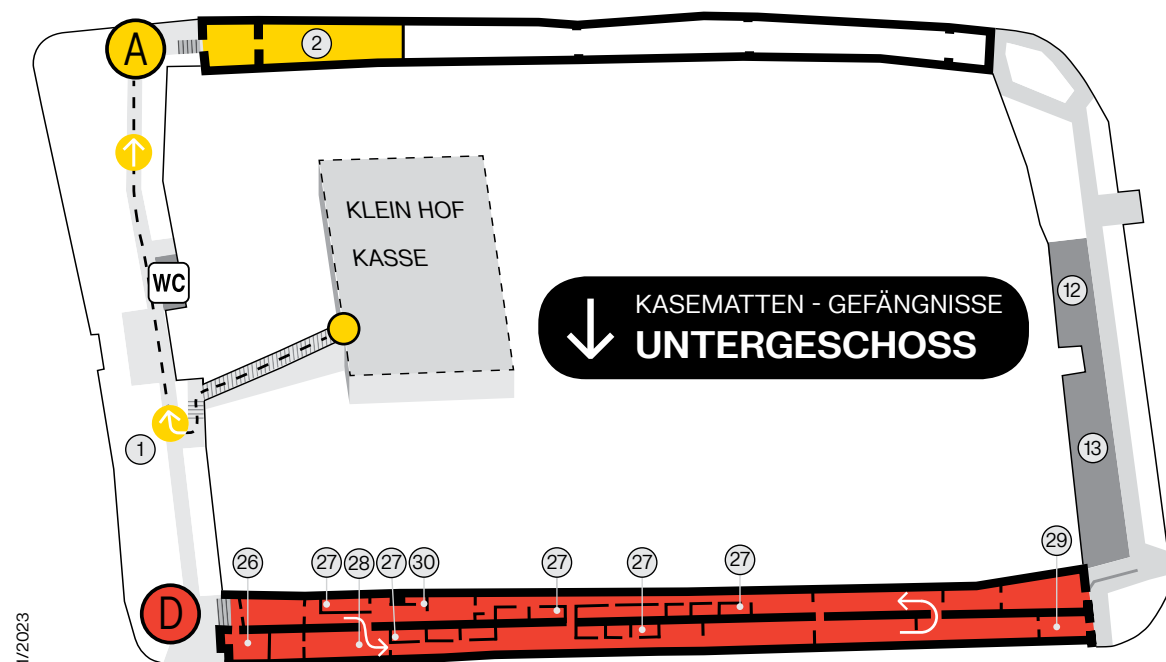 A
2
KLEIN HOF
KASSE
WC
KASEMATTEN - GEFÄNGNISSE
UNTERGESCHOSS
12
1
13
26
27
28
27
30
27
27
27
29
D